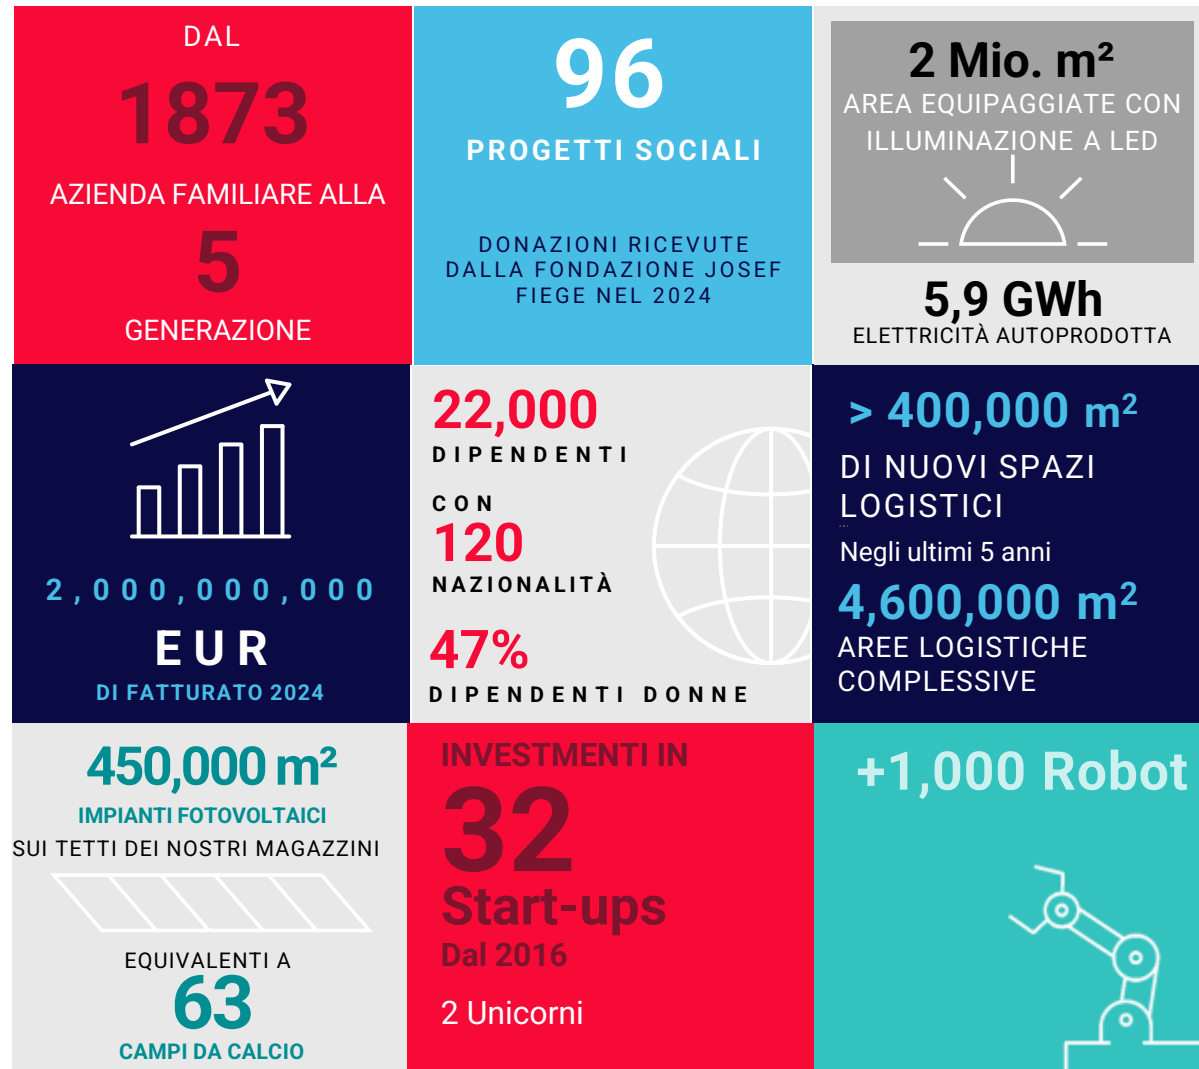 DAL
1873
AZIENDA FAMILIARE ALLA
5
GENERAZIONE
96
PROGETTI SOCIALI
DONAZIONI RICEVUTE
DALLA FONDAZIONE JOSEF
FIEGE NEL 2024
2 Mio. m²
AREA EQUIPAGGIATE CON
ILLUMINAZIONE A LED
5,9 GWh
ELETTRICITÀ AUTOPRODOTTA
2,000,000,000
EUR
DI FATTURATO 2024
22,000
DIPENDENTI
CON
120
NAZIONALITÀ
47%
DIPENDENTI DONNE
> 400,000 m²
DI NUOVI SPAZI
LOGISTICI
Negli ultimi 5 anni
4,600,000 m²
AREE LOGISTICHE
COMPLESSIVE
450,000 m²
IMPIANTI FOTOVOLTAICI
SUI TETTI DEI NOSTRI MAGAZZINI
EQUIVALENTI A
63
CAMPI DA CALCIO
INVESTMENTI IN
32
Start-ups
Dal 2016
2 Unicorni
+1,000 Robot